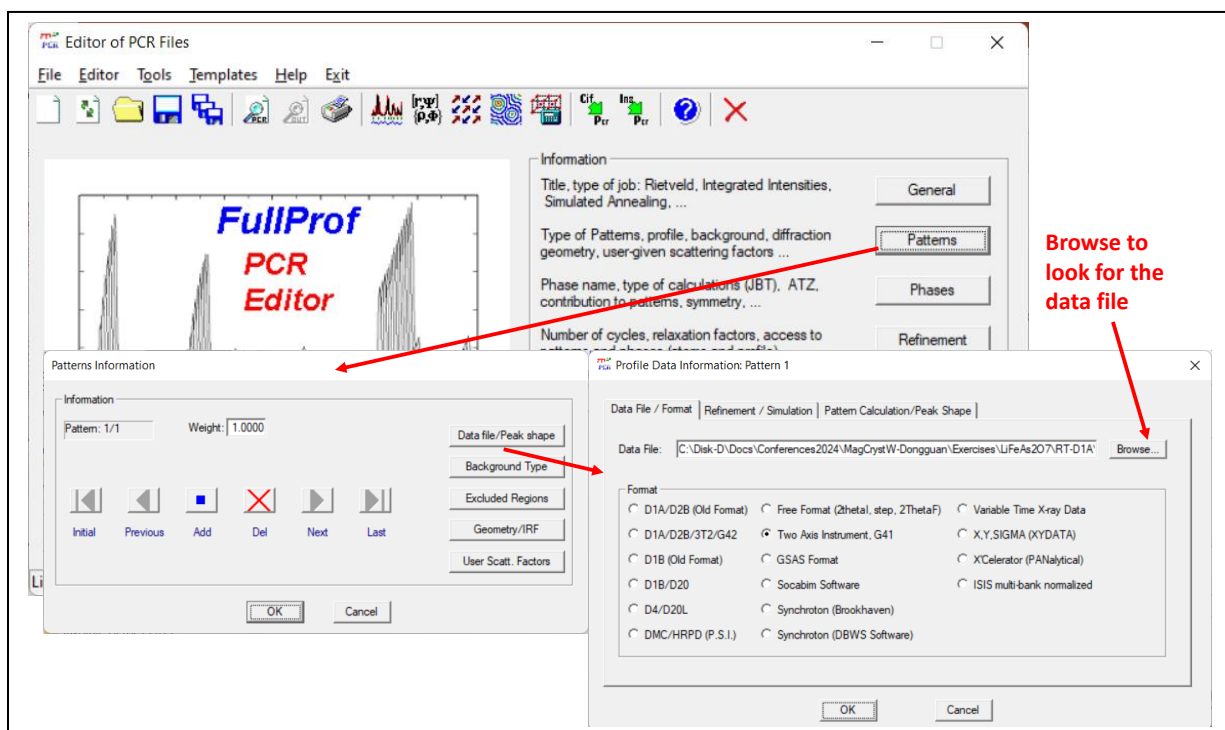 Editor of PCR Files
File Editor Tools Templates Help Exit
Information
Title, type of job: Rietveld, Integrated Intensities,
Simulated Annealing, ...
General
Type of Patterns, profile, background, diffraction
geometry, user-given scattering factors ...
Patterns
Phase name, type of calculations (JBT), ATZ,
contribution to patterns, symmetry, ...
Phases
Number of cycles, relaxation factors, access to
Refinement
FullProf
PCR
Editor
Browse to
look for the
data file
Patterns Information
Information
Pattern: 1/1
Weight: 1.0000
Data file/Peak shape
Background Type
Excluded Regions
Geometry/IRF
User Scatt. Factors
Initial Previous Add Del Next Last
OK Cancel
Profile Data Information: Pattern 1
Data File / Format Refinement / Simulation Pattern Calculation/Peak Shape
Data File: C:\Disk-D\Docs\Conferences2024\MagCrystW-Dongguan\Exercises\LiFeAs2O7\RT-D1A\ Browse...
Format
D1A/D2B (Old Format) Free Format (2thetaI, step, 2ThetaF) Variable Time X-ray Data
D1A/D2B/3T2/G42 Two Axis Instrument, G41 X,Y,SIGMA (XYDATA)
D1B (Old Format) GSAS Format X'Celerator (PANalytical)
D1B/D20 Socabim Software ISIS multi-bank normalized
D4/D20L Synchroton (Brookhaven)
DMC/HRPD (P.S.I.) Synchroton (DBWS Software)
OK Cancel